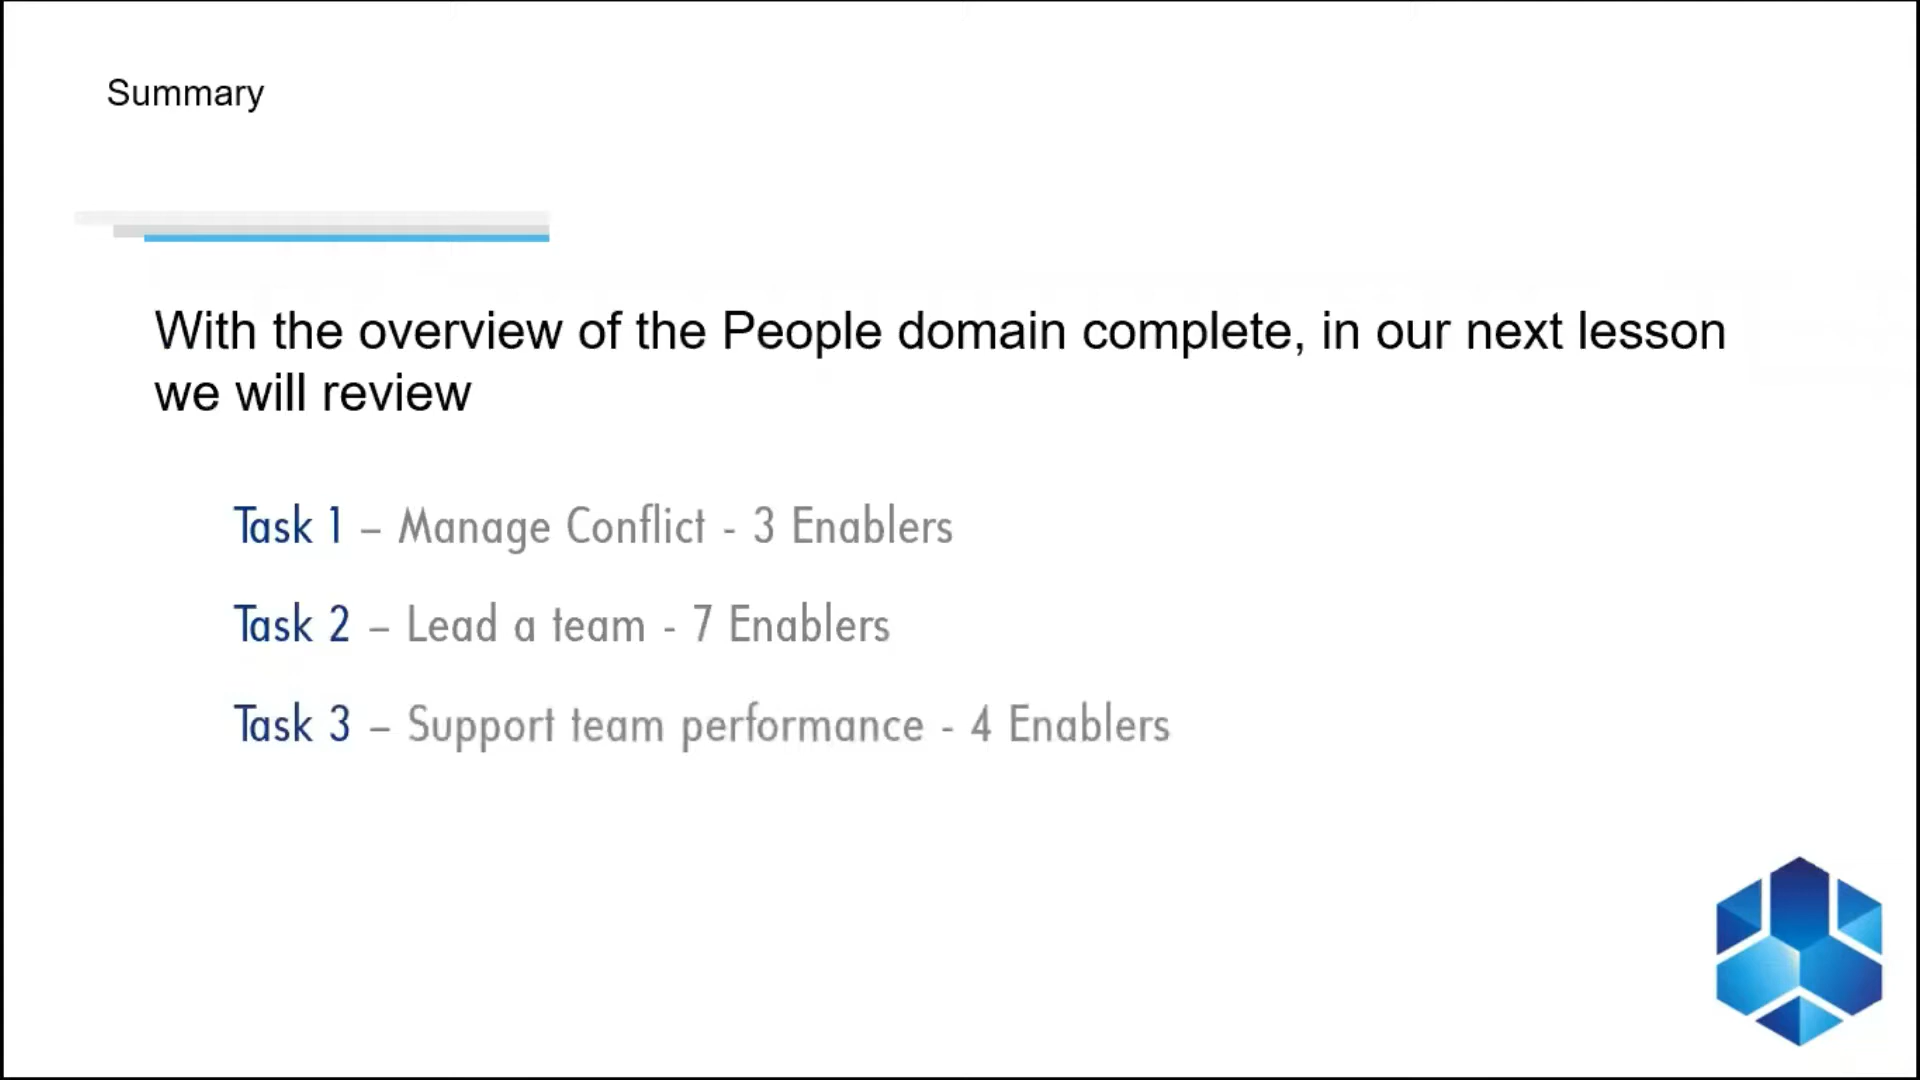 Summary
With the overview of the People domain complete, in our next lesson
we will review
Task 1 – Manage Conflict - 3 Enablers
Task 2 – Lead a team - 7 Enablers
Task 3 – Support team performance - 4 Enablers